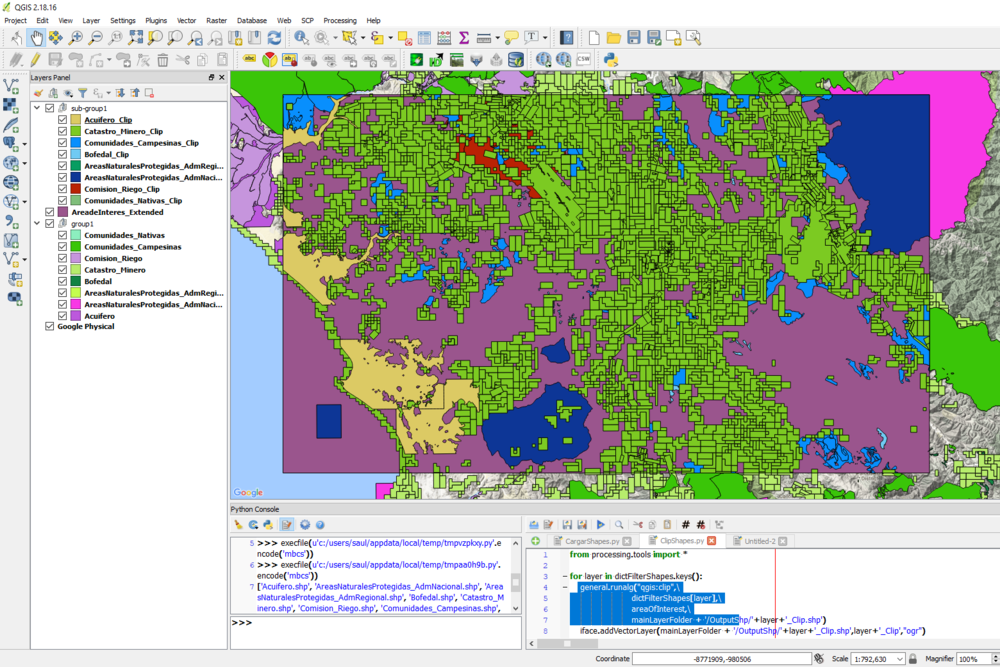 QGIS 2.18.16
Project Edit View Layer Settings Plugins Vector Raster Database Web SCP Processing Help
Layers Panel
sub-group1
Acuifero_Clip
Catastro_Minero_Clip
Comunidades_Campesinas_Clip
Bofedal_Clip
AreasNaturalesProtegidas_AdmRegi...
AreasNaturalesProtegidas_AdmNaci...
Comision_Riego_Clip
Comunidades_Nativas_Clip
AreadeInteres_Extended
group1
Comunidades_Nativas
Comunidades_Campesinas
Comision_Riego
Catastro_Minero
Bofedal
AreasNaturalesProtegidas_AdmRegi...
AreasNaturalesProtegidas_AdmNaci...
Acuifero
Google Physical
Google
Python Console
5 >>> execfile(u'c:/users/saul/appdata/local/temp/tmpvzpkxy.py'.e
ncode('mbcs'))
6 >>> execfile(u'c:/users/saul/appdata/local/temp/tmpaa0h9b.py'.
encode('mbcs'))
7 ['Acuifero.shp', 'AreasNaturalesProtegidas_AdmNacional.shp', 'Area
sNaturalesProtegidas_AdmRegional.shp', 'Bofedal.shp', 'Catastro_M
inero.shp', 'Comision_Riego.shp', 'Comunidades_Campesinas.shp',
>>>
CargarShapes.py ClipShapes.py Untitled-2
1 from processing.tools import *
2
3 for layer in dictFilterShapes.keys():
4 general.runalg("qgis:clip",\
5 dictFilterShapes[layer],\
6 areaOfInterest,\
7 mainLayerFolder + '/OutputShp/'+layer+'_Clip.shp')
8 iface.addVectorLayer(mainLayerFolder + '/OutputShp/'+layer+'_Clip.shp',layer+'_Clip',"ogr")
Coordinate -8771909,-980506 Scale 1:792,630 Magnifier 100%